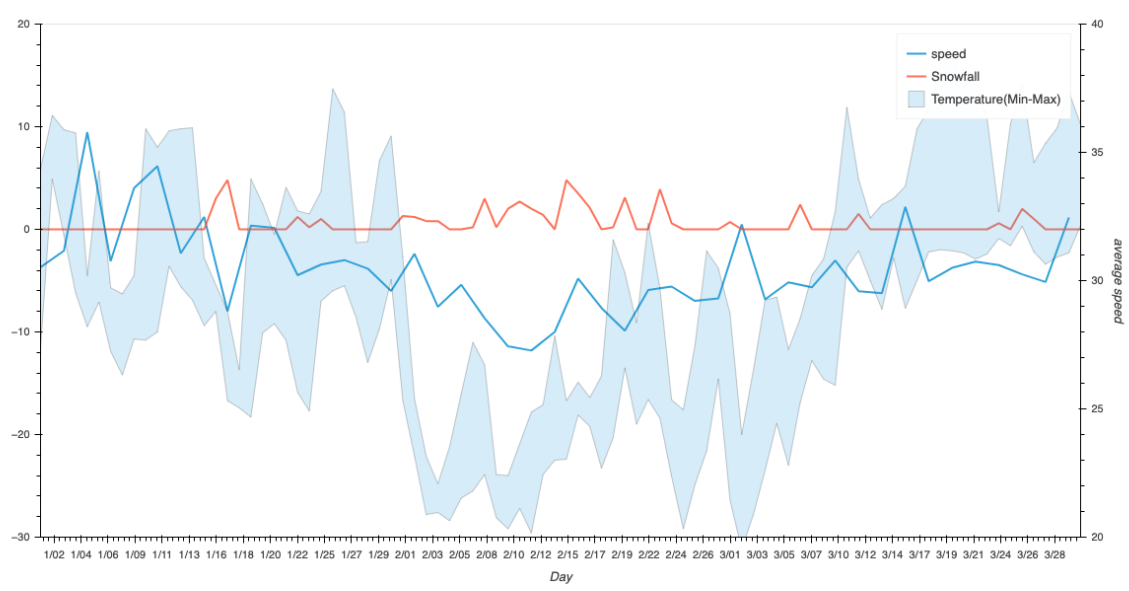 20
10
0
−10
−20
−30
40
35
30
25
20
speed
Snowfall
Temperature(Min-Max)
average speed
1/02 1/04 1/06 1/09 1/11 1/13 1/16 1/18 1/20 1/22 1/25 1/27 1/29 2/01 2/03 2/05 2/08 2/10 2/12 2/15 2/17 2/19 2/22 2/24 2/26 3/01 3/03 3/05 3/07 3/10 3/12 3/14 3/17 3/19 3/21 3/24 3/26 3/28
Day